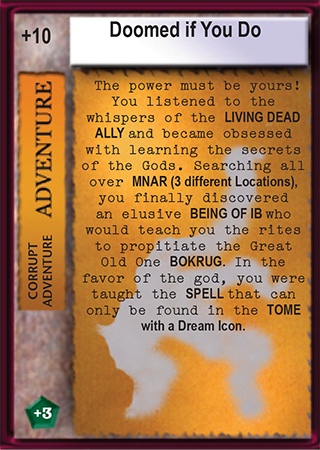 +10
Doomed if You Do
CORRUPT
ADVENTURE
ADVENTURE
The power must be yours!
You listened to the
whispers of the LIVING DEAD
ALLY and became obsessed
with learning the secrets
of the Gods. Searching all
over MNAR (3 different Locations),
you finally discovered
an elusive BEING OF IB who
would teach you the rites
to propitiate the Great
Old One BOKRUG. In the
favor of the god, you were
taught the SPELL that can
only be found in the TOME
with a Dream Icon.
+3